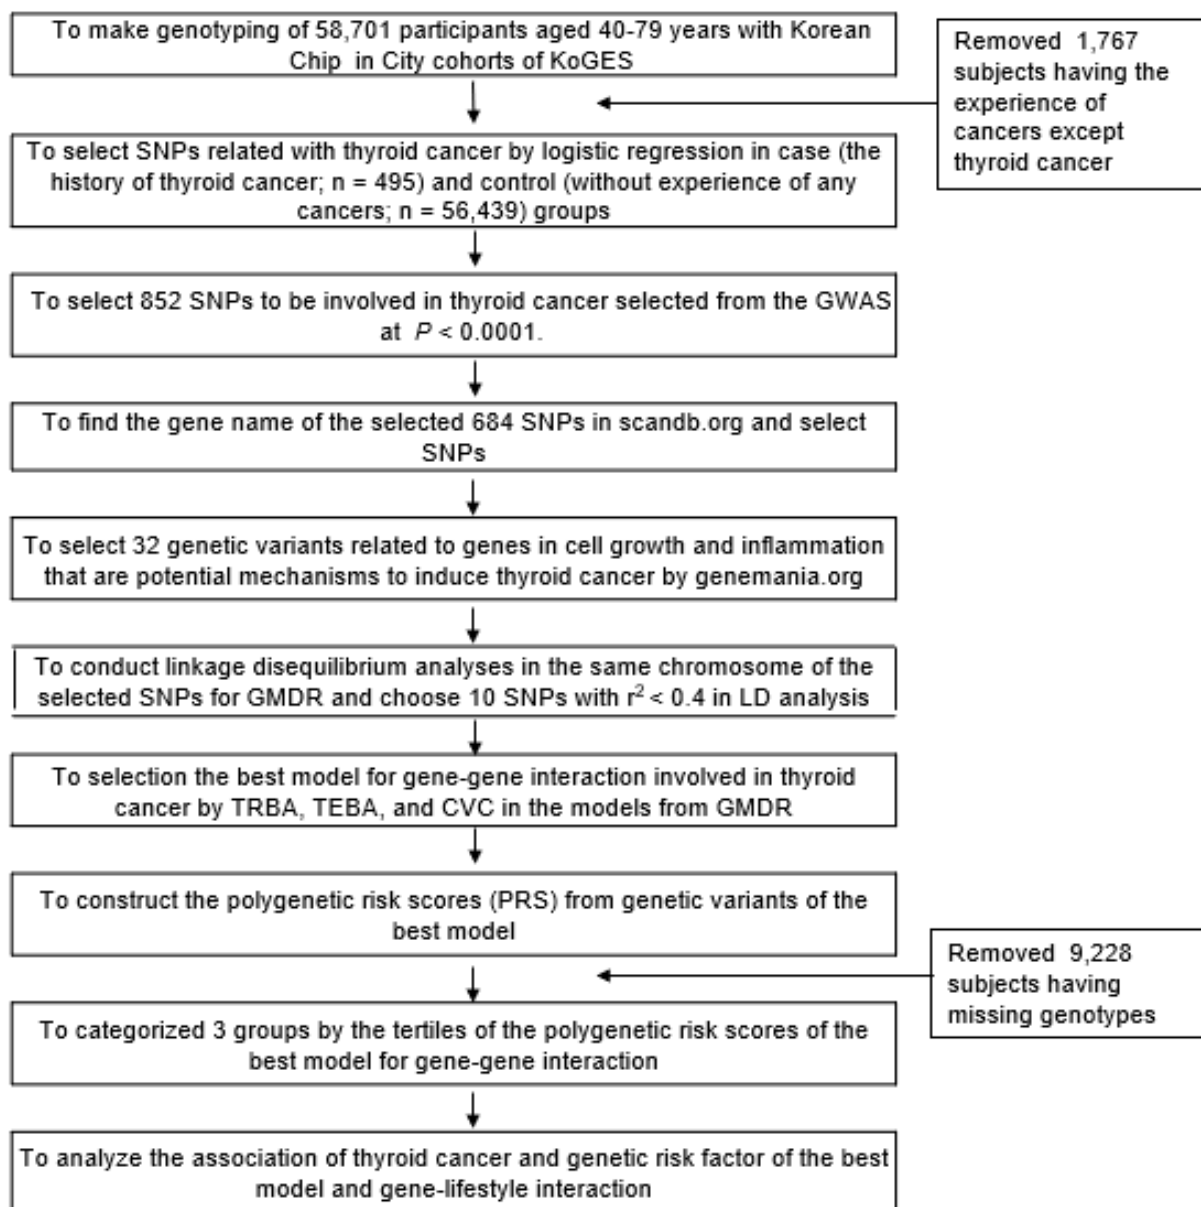 To make genotyping of 58,701 participants aged 40-79 years with Korean
Chip in City cohorts of KoGES
Removed 1,767
subjects having the
experience of
cancers except
thyroid cancer
To select SNPs related with thyroid cancer by logistic regression in case (the
history of thyroid cancer; n = 495) and control (without experience of any
cancers; n = 56,439) groups
To select 852 SNPs to be involved in thyroid cancer selected from the GWAS
at P < 0.0001.
To find the gene name of the selected 684 SNPs in scandb.org and select
SNPs
To select 32 genetic variants related to genes in cell growth and inflammation
that are potential mechanisms to induce thyroid cancer by genemania.org
To conduct linkage disequilibrium analyses in the same chromosome of the
selected SNPs for GMDR and choose 10 SNPs with r² < 0.4 in LD analysis
To selection the best model for gene-gene interaction involved in thyroid
cancer by TRBA, TEBA, and CVC in the models from GMDR
To construct the polygenetic risk scores (PRS) from genetic variants of the
best model
Removed 9,228
subjects having
missing genotypes
To categorized 3 groups by the tertiles of the polygenetic risk scores of the
best model for gene-gene interaction
To analyze the association of thyroid cancer and genetic risk factor of the best
model and gene-lifestyle interaction